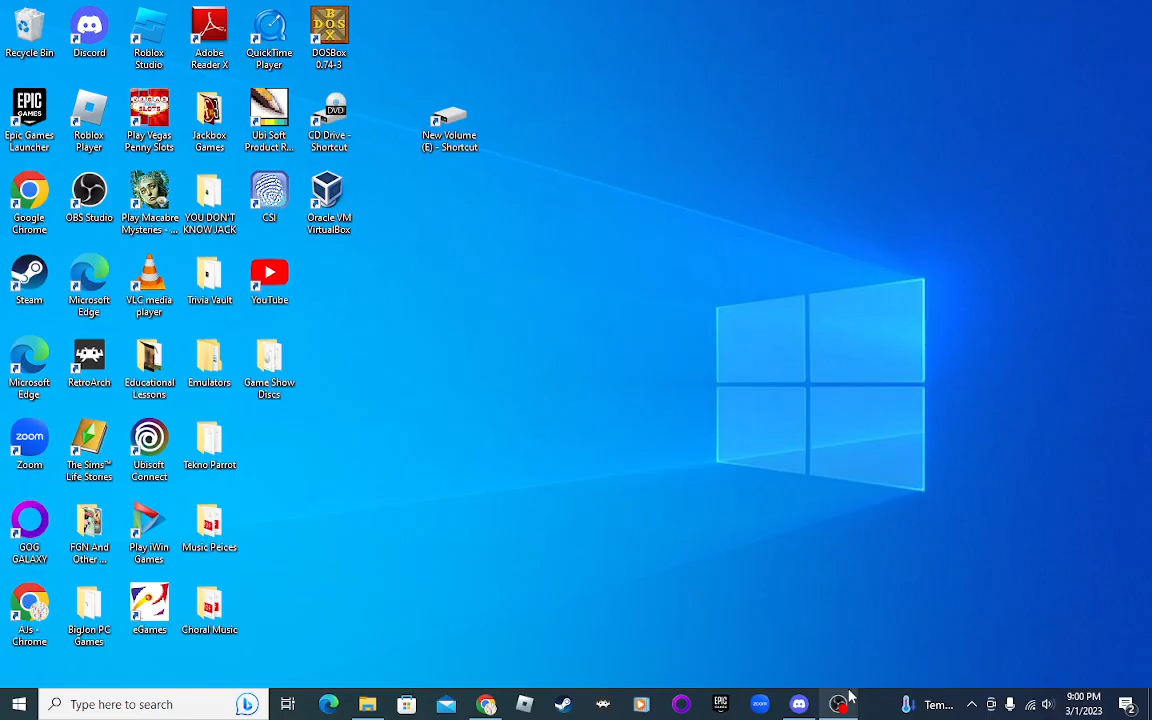 Recycle Bin
Discord
Roblox
Studio
Adobe
Reader X
QuickTime
Player
DOSBox
0.74-3
Epic Games
Launcher
Roblox
Player
Play Vegas
Penny Slots
Jackbox
Games
Ubi Soft
Product R...
CD Drive -
Shortcut
New Volume
(E) - Shortcut
Google
Chrome
OBS Studio
Play Macabre
Mysteries - ...
YOU DON'T
KNOW JACK
CSI
Oracle VM
VirtualBox
Steam
Microsoft
Edge
VLC media
player
Trivia Vault
YouTube
Microsoft
Edge
RetroArch
Educational
Lessons
Emulators
Game Show
Discs
Zoom
The Sims™
Life Stories
Ubisoft
Connect
Tekno Parrot
GOG
GALAXY
FGN And
Other ...
Play iWin
Games
Music Peices
AJs -
Chrome
BigJon PC
Games
eGames
Choral Music
Type here to search
Tem...
9:00 PM
3/1/2023
2